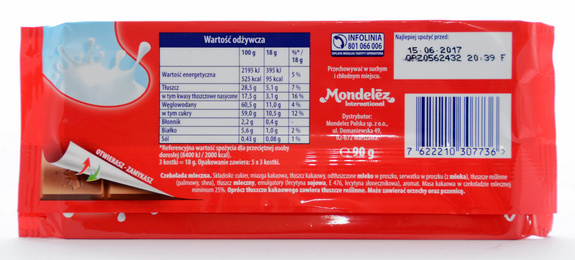 Wartość odżywcza
100 g 18 g %* / 18 g
Wartość energetyczna 2195 kJ 525 kcal 395 kJ 95 kcal 5 %
Tłuszcz 28,5 g 5,1 g 7 %
w tym kwasy tłuszczowe nasycone 17,5 g 3,1 g 16 %
Węglowodany 60,5 g 11,0 g 4 %
w tym cukry 59,0 g 10,5 g 12 %
Błonnik 2,2 g 0,4 g -
Białko 5,6 g 1,0 g 2 %
Sól 0,43 g 0,08 g 1 %
*Referencyjna wartość spożycia dla przeciętnej osoby
dorosłej (8400 kJ / 2000 kcal).
3 kostki = 18 g. Opakowanie zawiera: 5 x 3 kostki.
OTWIERASZ - ZAMYKASZ
INFOLINIA
801 066 006
Przechowywać w suchym
i chłodnym miejscu.
Mondelēz
International
Dystrybutor:
Mondelez Polska sp. z o.o.,
ul. Domaniewska 49,
℮ 90 g
Najlepiej spożyć przed:
15.06.2017
OPZ0562432 20:39 F
7 622210 307736
Czekolada mleczna. Składniki: cukier, miazga kakaowa, tłuszcz kakaowy, odtłuszczone mleko w proszku, serwatka w proszku (z mleka), tłuszcze roślinne
(palmowy, shea), tłuszcz mleczny, emulgatory (lecytyna sojowa, E 476, lecytyna słonecznikowa), aromat. Masa kakaowa w czekoladzie mlecznej
minimum 25%. Oprócz tłuszczu kakaowego zawiera tłuszcze roślinne. Może zawierać orzechy oraz pszenicę.